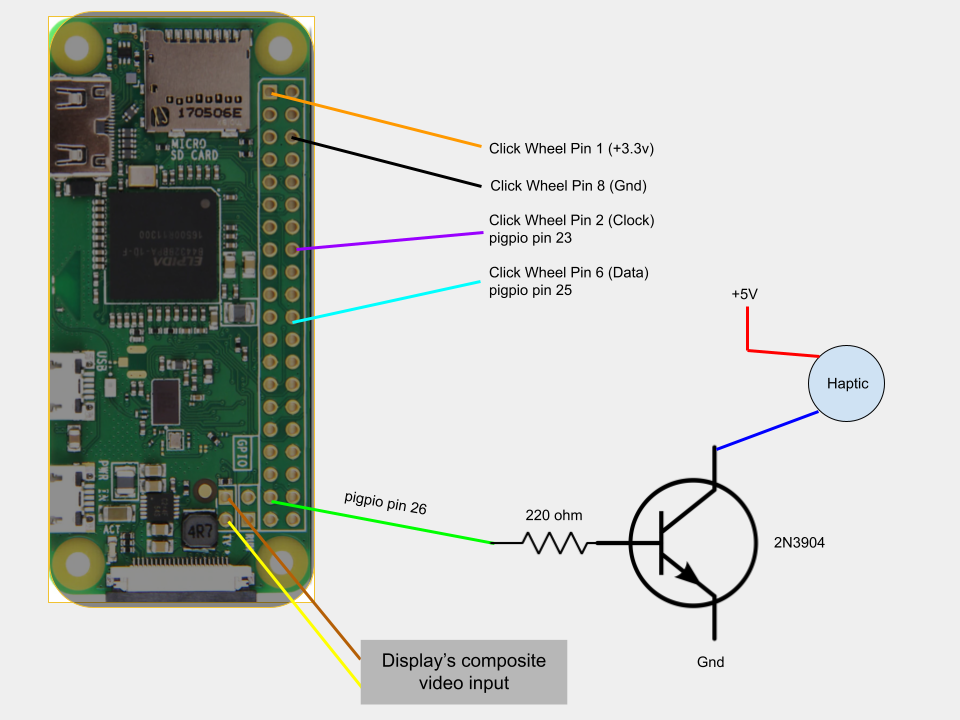 170506E
MICRO
SD CARD
Click Wheel Pin 1 (+3.3v)
Click Wheel Pin 8 (Gnd)
Click Wheel Pin 2 (Clock)
pigpio pin 23
Click Wheel Pin 6 (Data)
pigpio pin 25
ELPIDA
+5V
Haptic
USB
GPIO
PWR IN
pigpio pin 26
220 ohm
2N3904
ACT
4R7
TV
RUN
Gnd
Display’s composite
video input